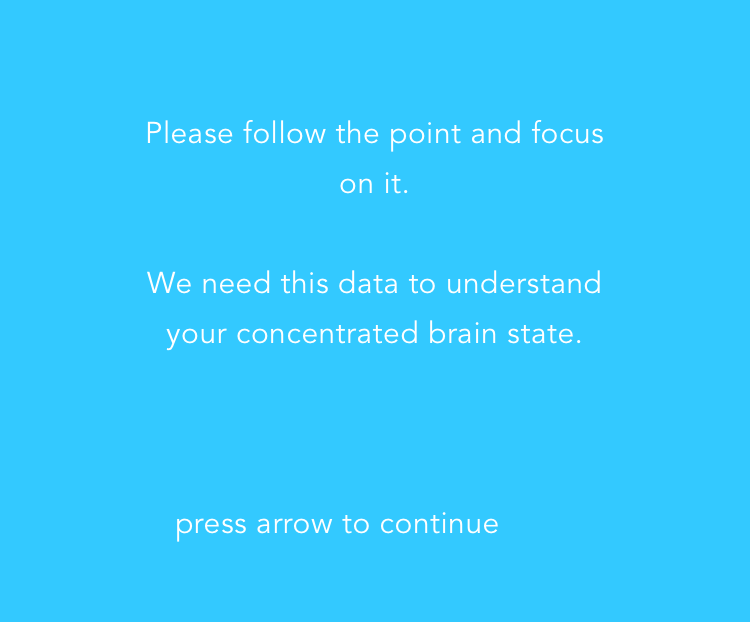 Please follow the point and focus
on it.
We need this data to understand
your concentrated brain state.
press arrow to continue